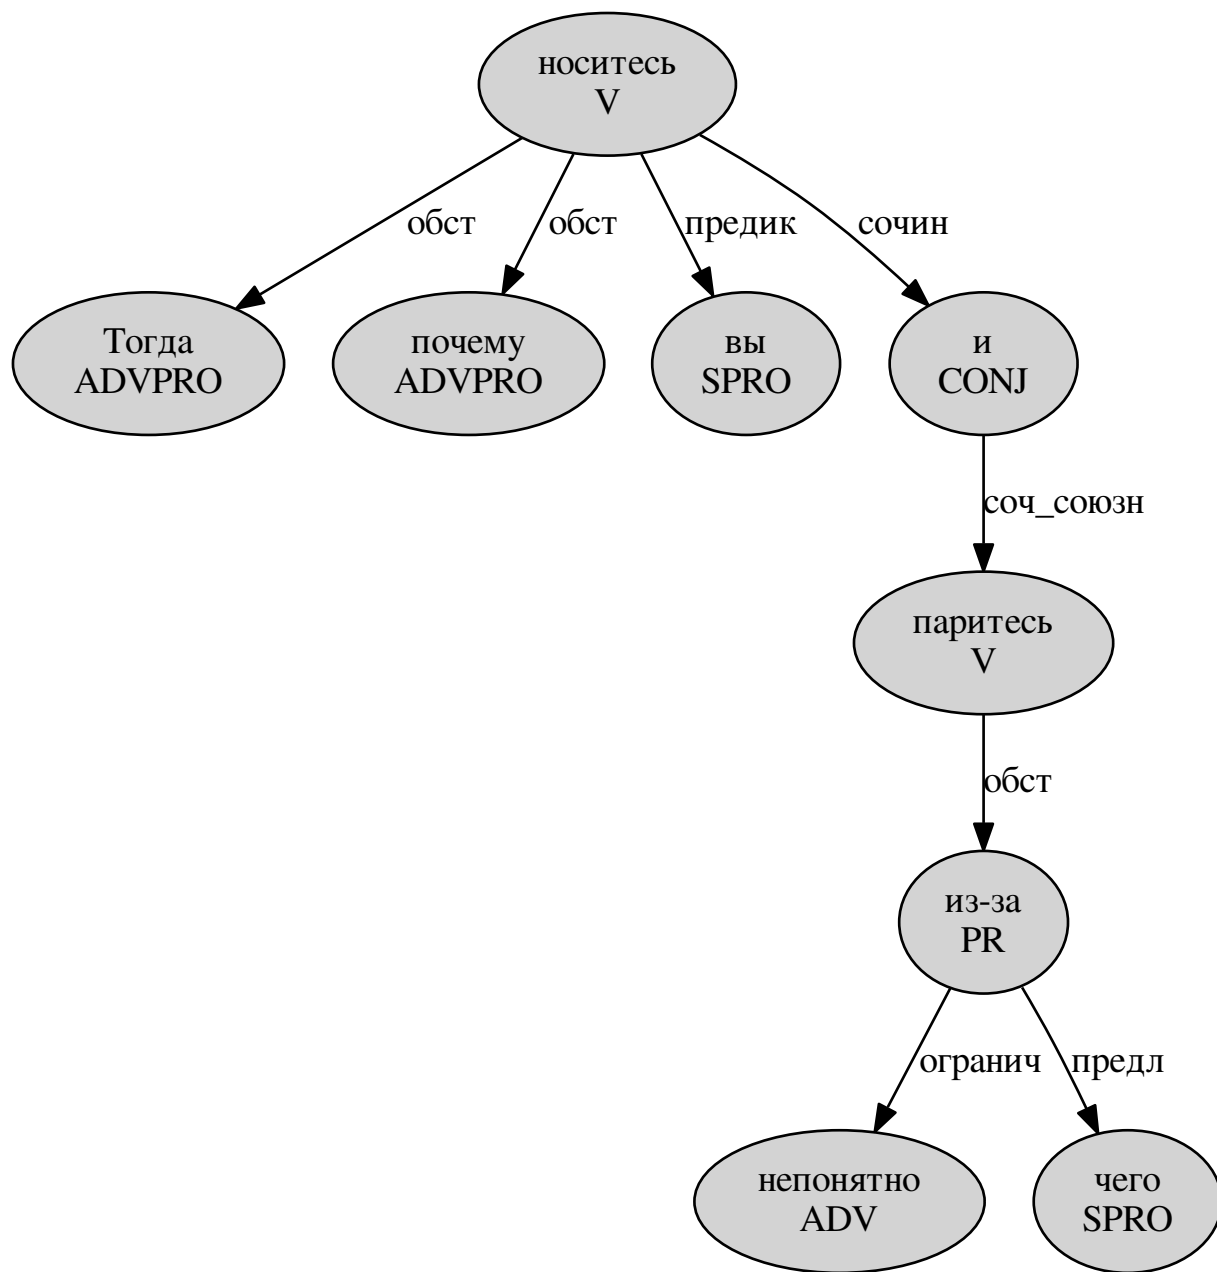 носитесь
V
обст
обст
предик
сочин
Тогда
ADVPRO
почему
ADVPRO
вы
SPRO
и
CONJ
соч_союзн
паритесь
V
обст
из-за
PR
огранич
предл
непонятно
ADV
чего
SPRO